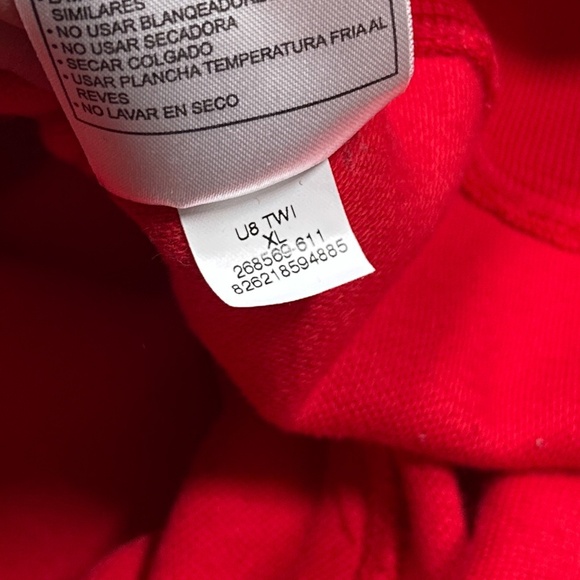 SIMILARES
• NO USAR BLANQEADORE
• NO USAR SECADORA
• SECAR COLGADO
• USAR PLANCHA TEMPERATURA FRIA AL
REVES
• NO LAVAR EN SECO
U8 TWI
XL
268569-611
826218594885